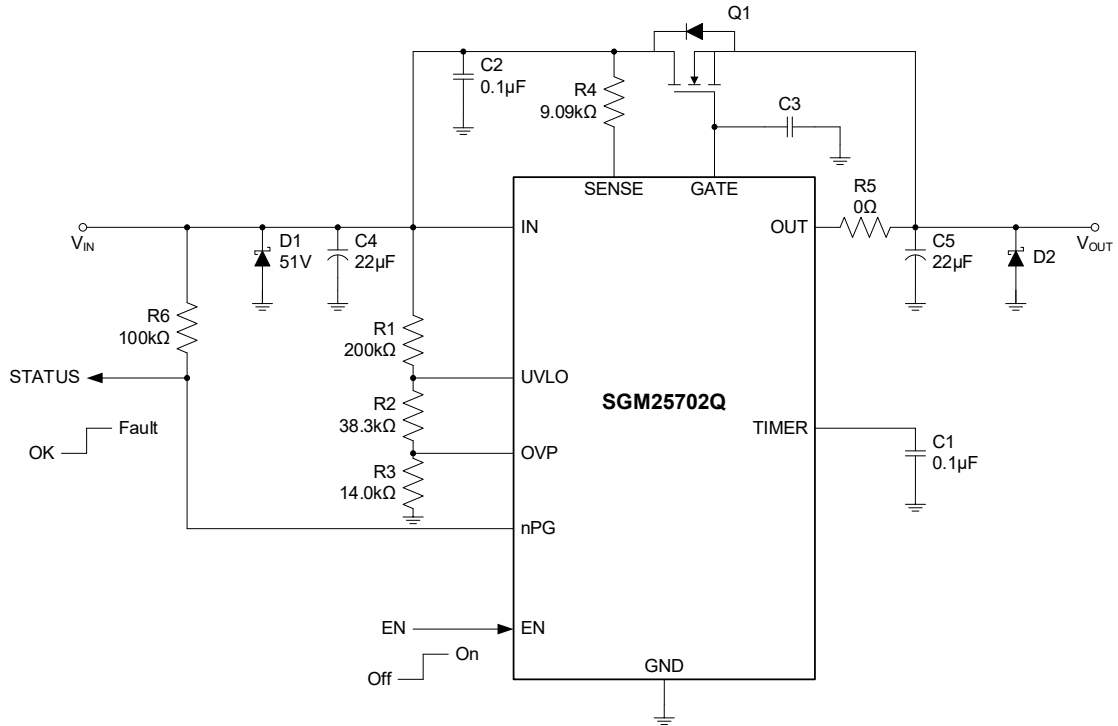 Q1
C2
0.1µF
R4
9.09kΩ
C3
SENSE
GATE
R5
0Ω
VIN
IN
OUT
VOUT
D1
51V
C4
22µF
C5
22µF
D2
R6
100kΩ
R1
200kΩ
STATUS
UVLO
SGM25702Q
OK
Fault
R2
38.3kΩ
TIMER
C1
0.1µF
OVP
R3
14.0kΩ
nPG
EN
EN
Off
On
GND